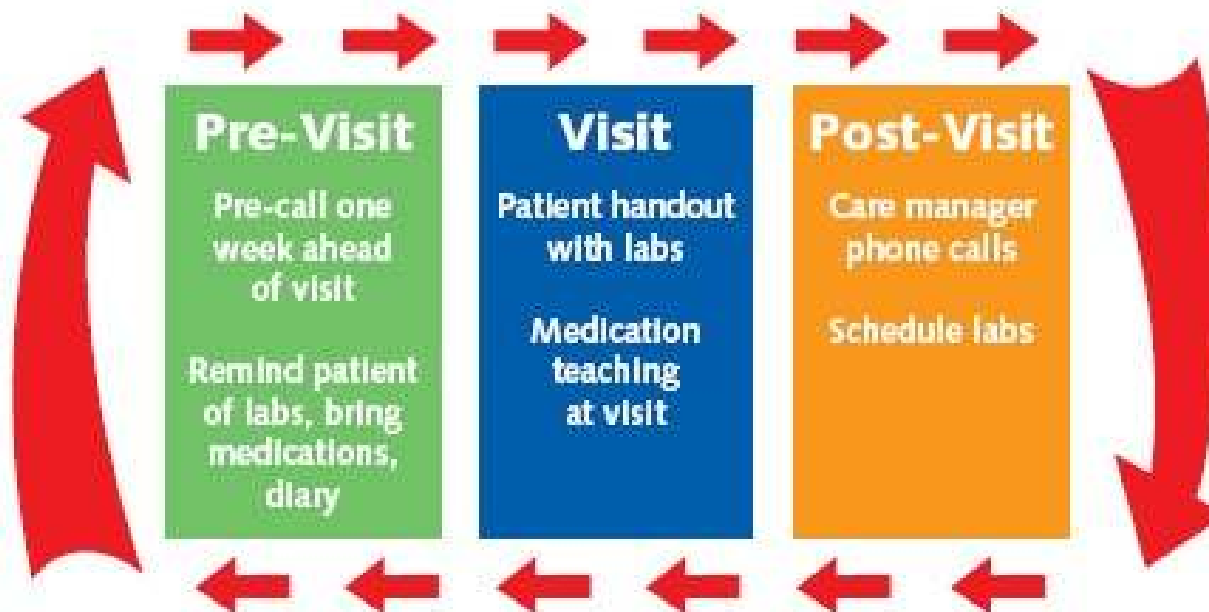 Pre-Visit
Pre-call one
week ahead
of visit
Remind patient
of labs, bring
medications,
diary
Visit
Patient handout
with labs
Medication
teaching
at visit
Post-Visit
Care manager
phone calls
Schedule labs